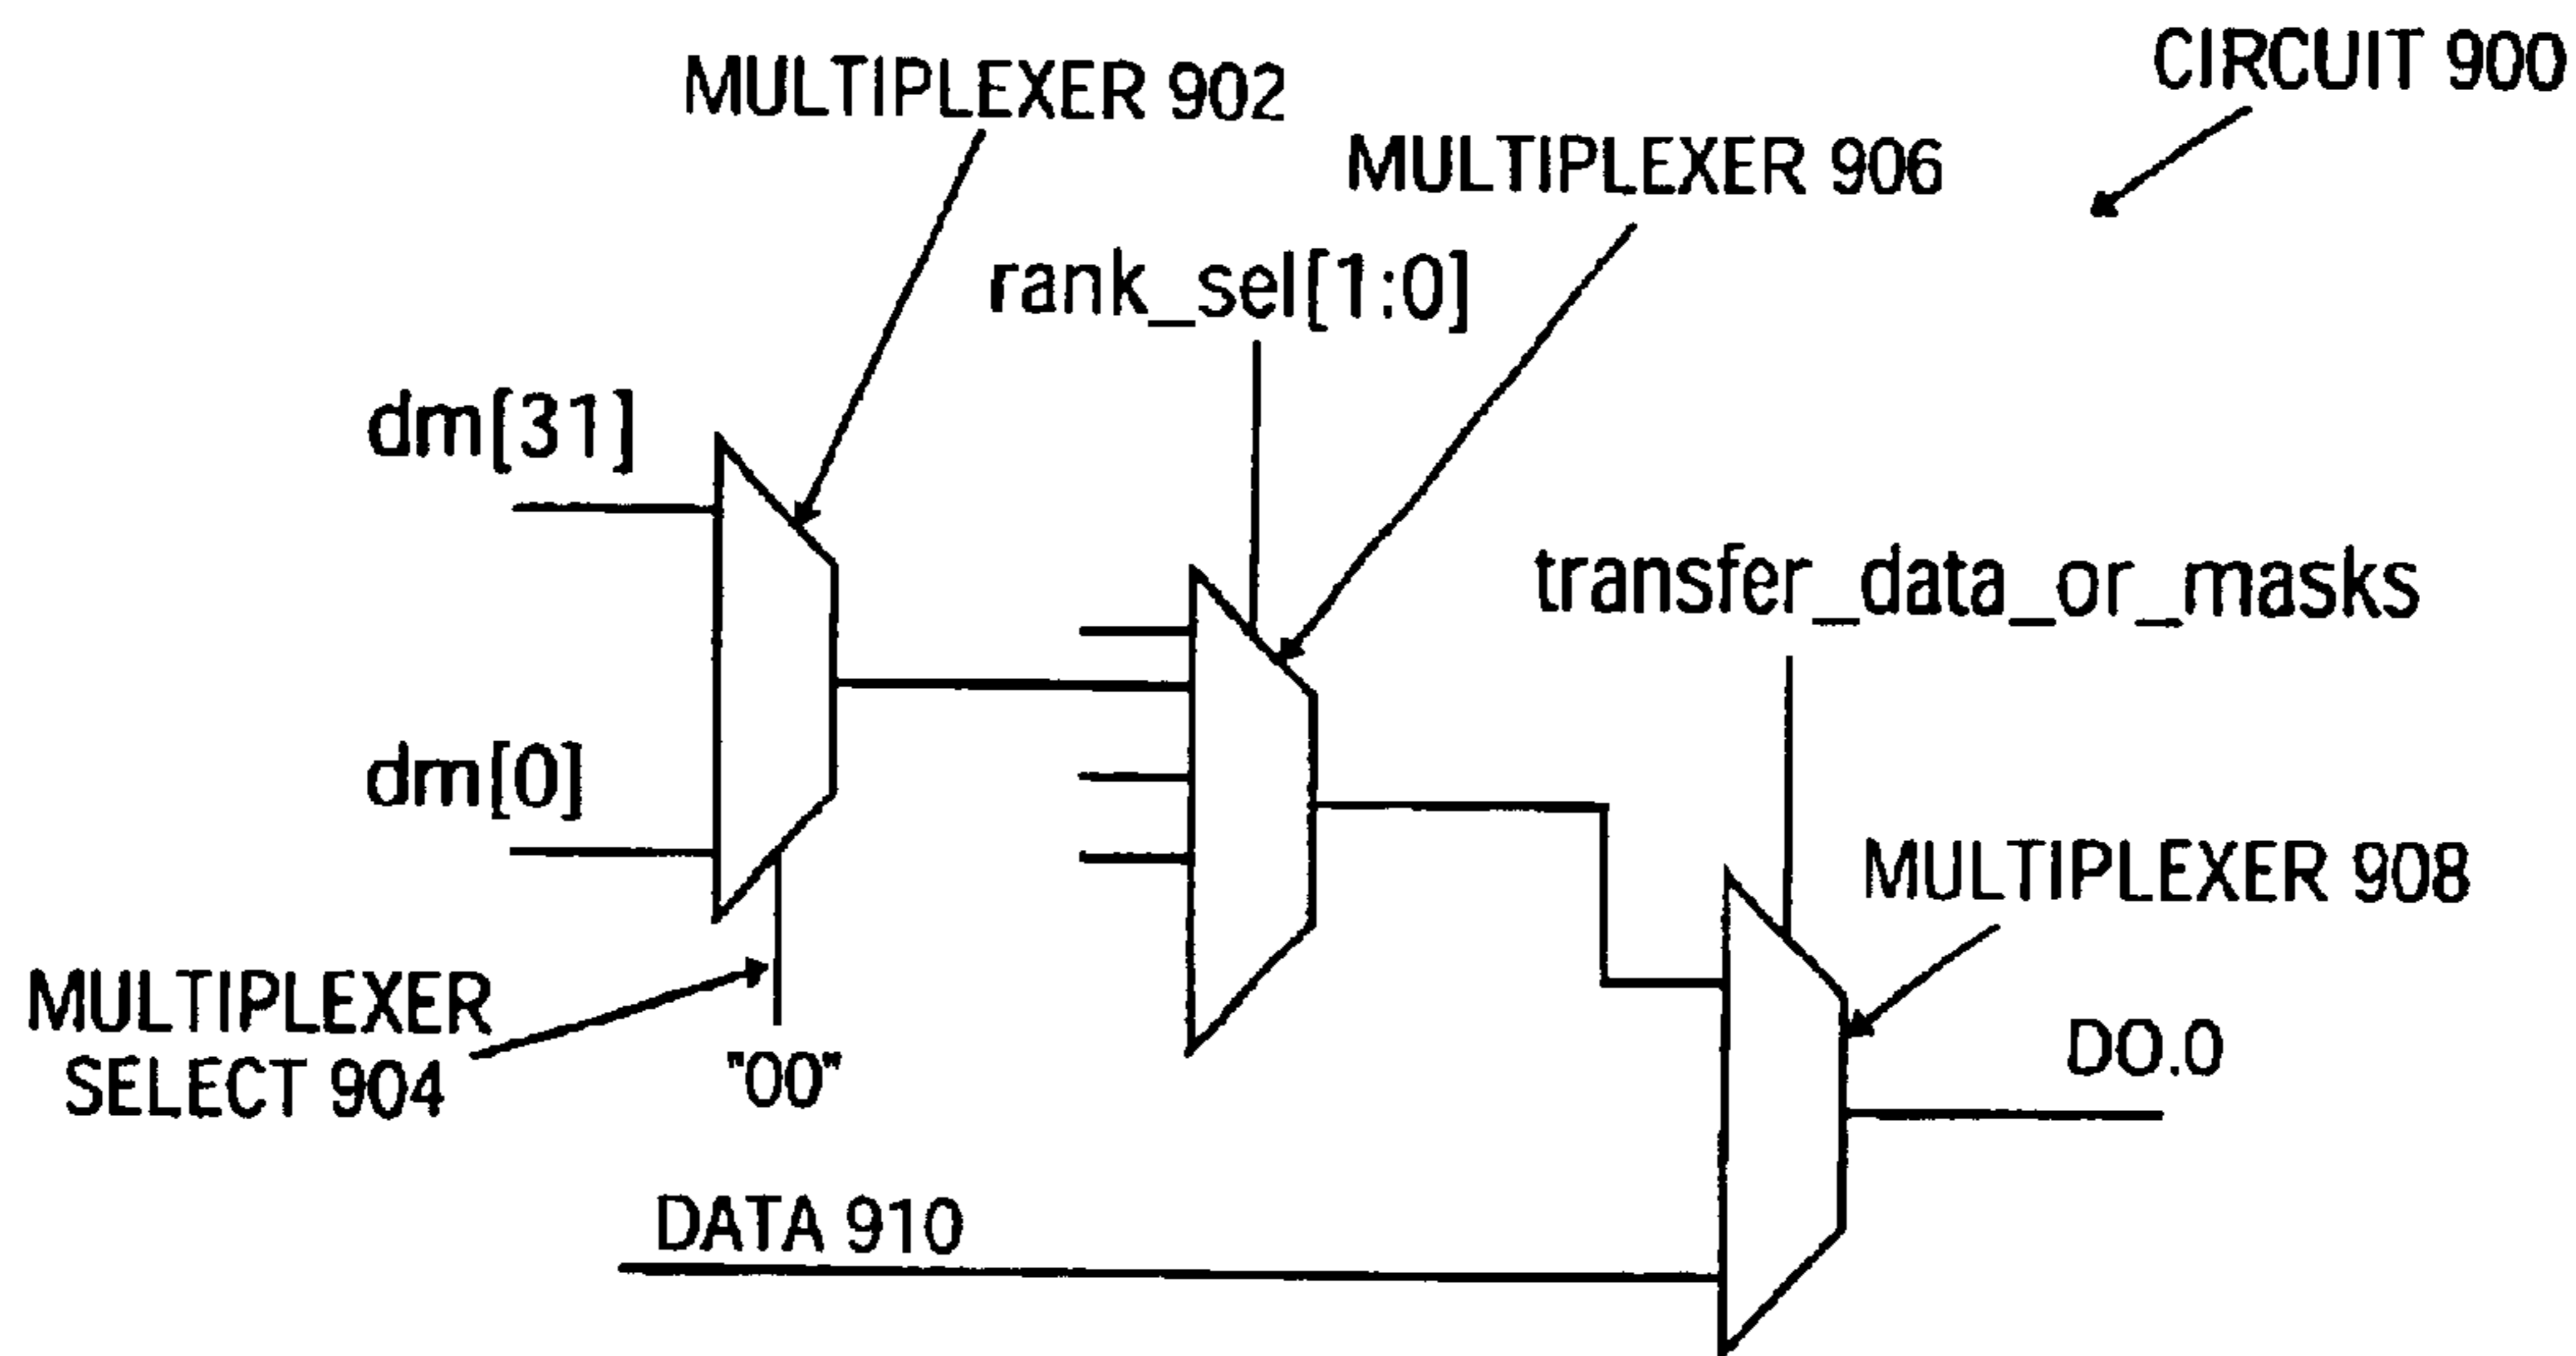 CIRCUIT 900
MULTIPLEXER 902
MULTIPLEXER 906
rank_sel[1:0]
dm[31]
transfer_data_or_masks
dm[0]
MULTIPLEXER 908
MULTIPLEXER
SELECT 904
"00"
DO.0
DATA 910